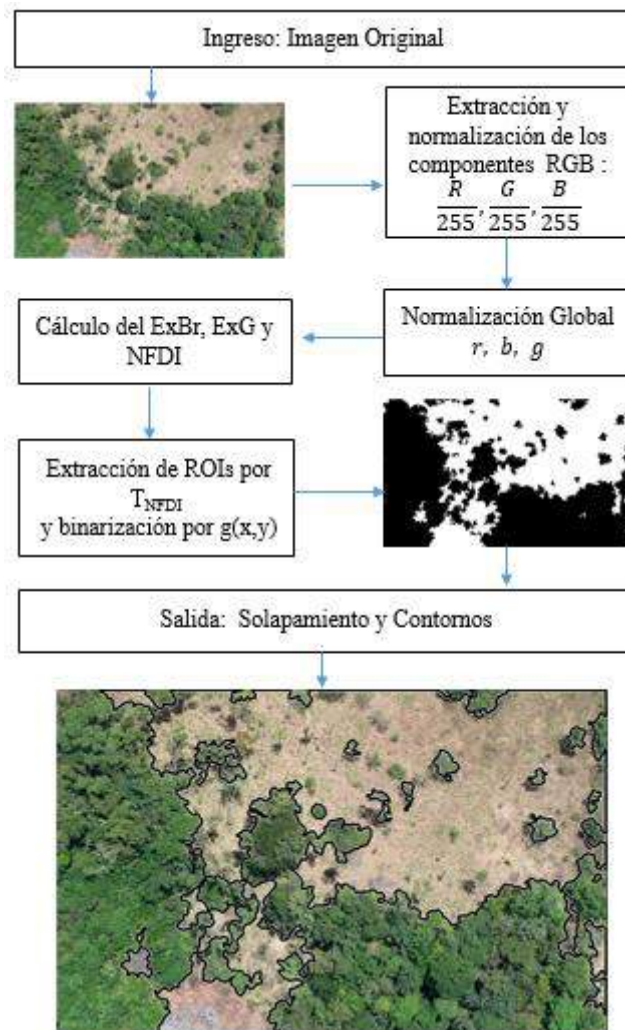 Ingreso: Imagen Original
Extracción y
normalización de los
componentes RGB :
R/255, G/255, B/255
Cálculo del ExBr, ExG y
NFDI
Normalización Global
r, b, g
Extracción de ROIs por
T_NFDI
y binarización por g(x,y)
Salida: Solapamiento y Contornos